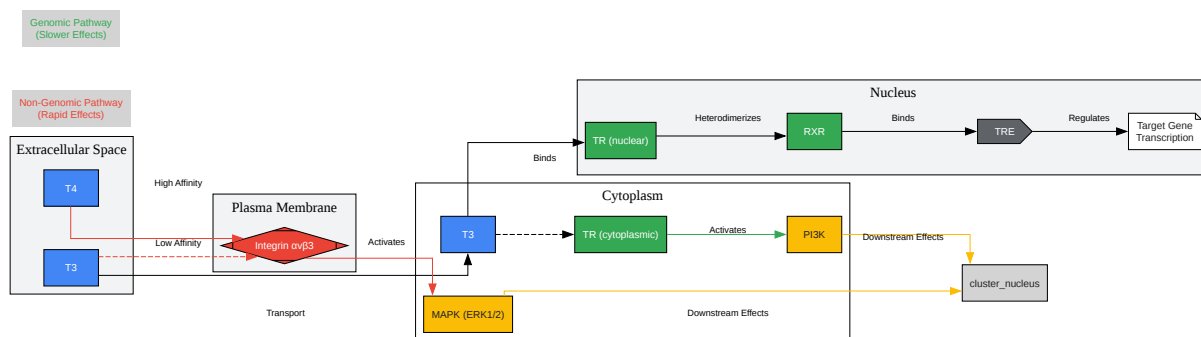 Genomic Pathway
(Slower Effects)
Non-Genomic Pathway
(Rapid Effects)
Extracellular Space
T4
T3
High Affinity
Low Affinity
Plasma Membrane
Integrin αvβ3
Activates
Transport
Nucleus
TR (nuclear)
Heterodimerizes
RXR
Binds
TRE
Regulates
Target Gene
Transcription
Binds
Cytoplasm
T3
TR (cytoplasmic)
Activates
PI3K
Downstream Effects
cluster_nucleus
MAPK (ERK1/2)
Downstream Effects